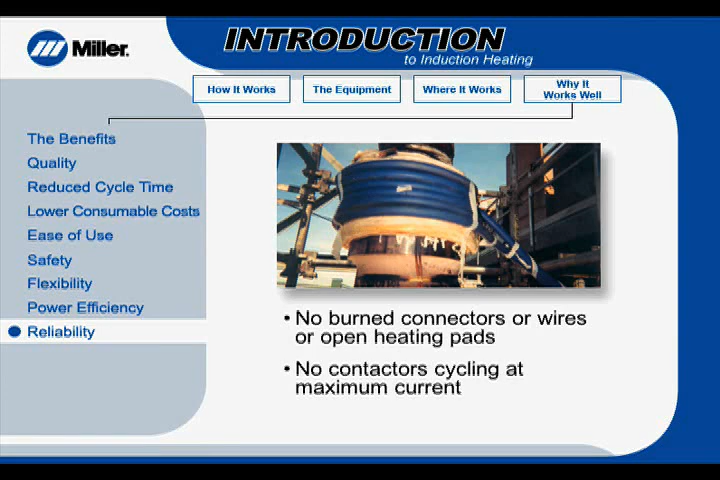 Miller.
INTRODUCTION
to Induction Heating
How It Works
The Equipment
Where It Works
Why It
Works Well
The Benefits
Quality
Reduced Cycle Time
Lower Consumable Costs
Ease of Use
Safety
Flexibility
Power Efficiency
Reliability
• No burned connectors or wires
or open heating pads
• No contactors cycling at
maximum current